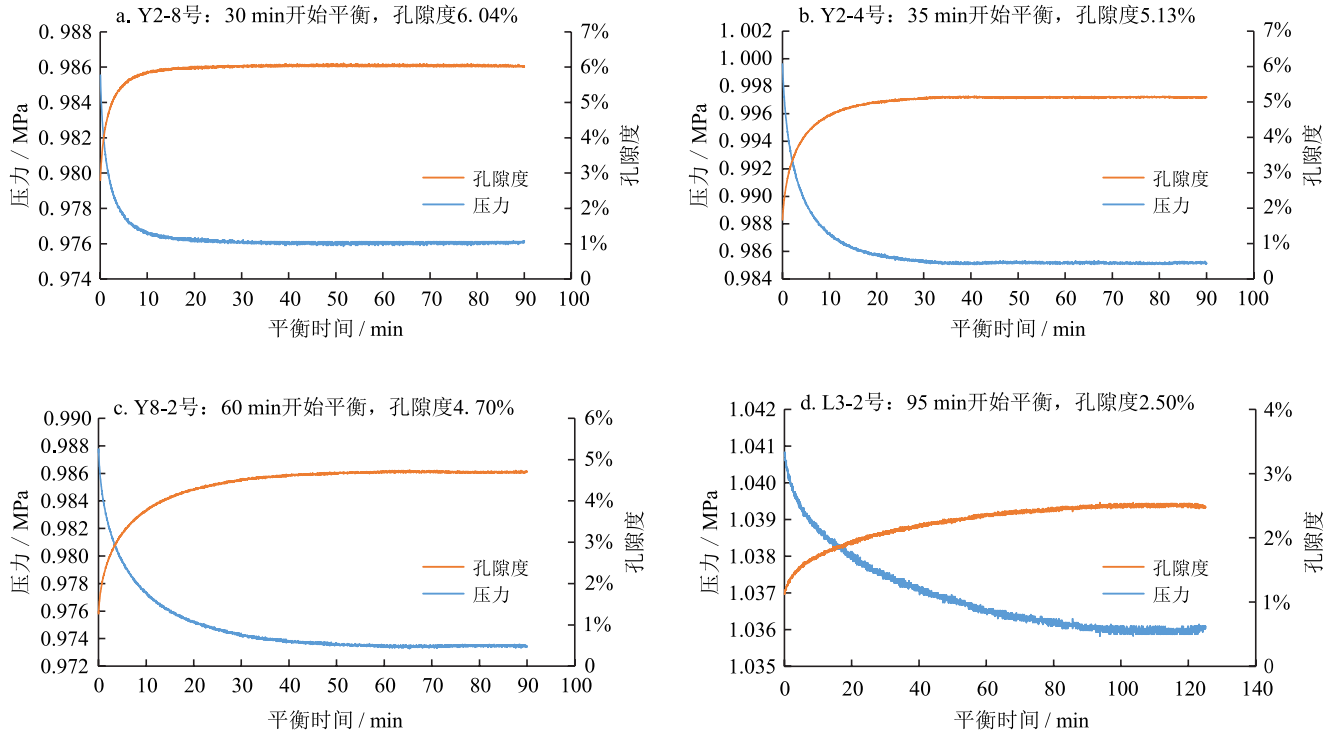 a. Y2-8号：30 min开始平衡，孔隙度6.04%
0.988
0.986
0.984
0.982
0.980
0.978
0.976
0.974
压力 / MPa
7%
6%
5%
4%
3%
2%
1%
0
孔隙度
孔隙度
压力
0 10 20 30 40 50 60 70 80 90 100
平衡时间 / min
b. Y2-4号：35 min开始平衡，孔隙度5.13%
1.002
1.000
0.998
0.996
0.994
0.992
0.990
0.988
0.986
0.984
压力 / MPa
7%
6%
5%
4%
3%
2%
1%
0
孔隙度
孔隙度
压力
0 10 20 30 40 50 60 70 80 90 100
平衡时间 / min
c. Y8-2号：60 min开始平衡，孔隙度4.70%
0.990
0.988
0.986
0.984
0.982
0.980
0.978
0.976
0.974
0.972
压力 / MPa
6%
5%
4%
3%
2%
1%
0
孔隙度
孔隙度
压力
0 10 20 30 40 50 60 70 80 90 100
平衡时间 / min
d. L3-2号：95 min开始平衡，孔隙度2.50%
1.042
1.041
1.040
1.039
1.038
1.037
1.036
1.035
压力 / MPa
4%
3%
2%
1%
0
孔隙度
孔隙度
压力
0 20 40 60 80 100 120 140
平衡时间 / min